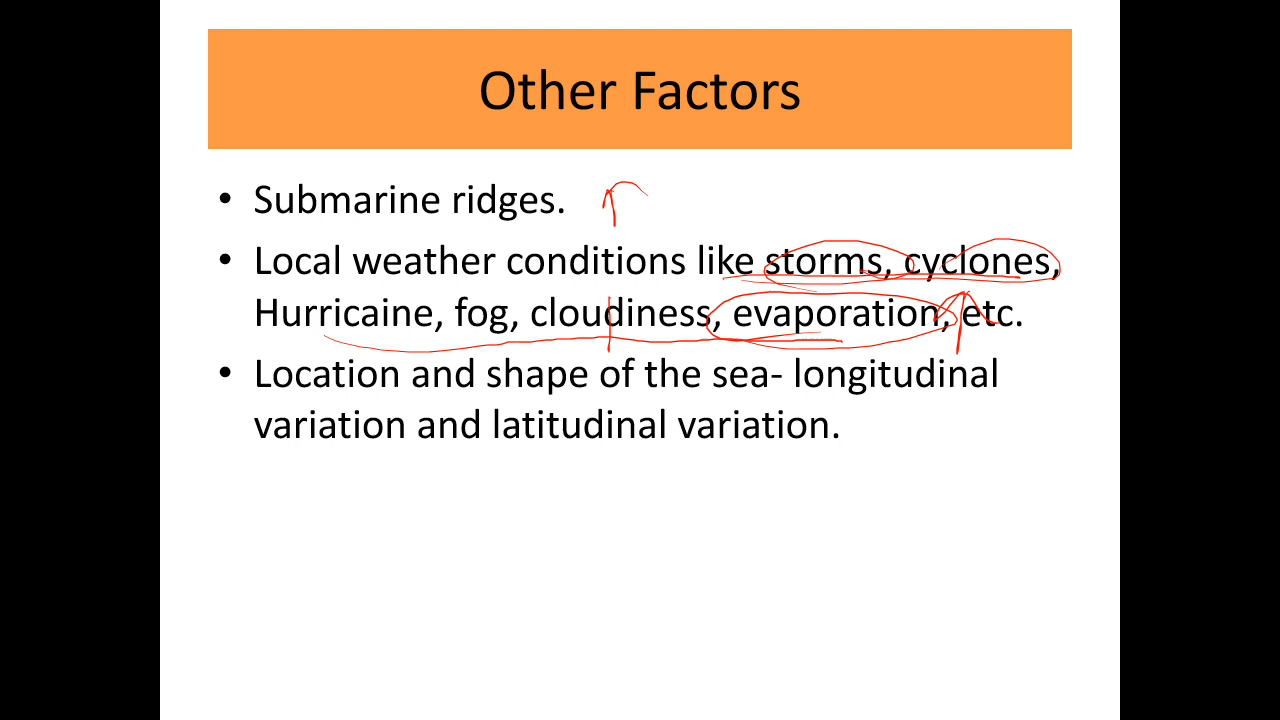 Other Factors
• Submarine ridges.
• Local weather conditions like storms, cyclones,
Hurricaine, fog, cloudiness, evaporation, etc.
• Location and shape of the sea- longitudinal
variation and latitudinal variation.